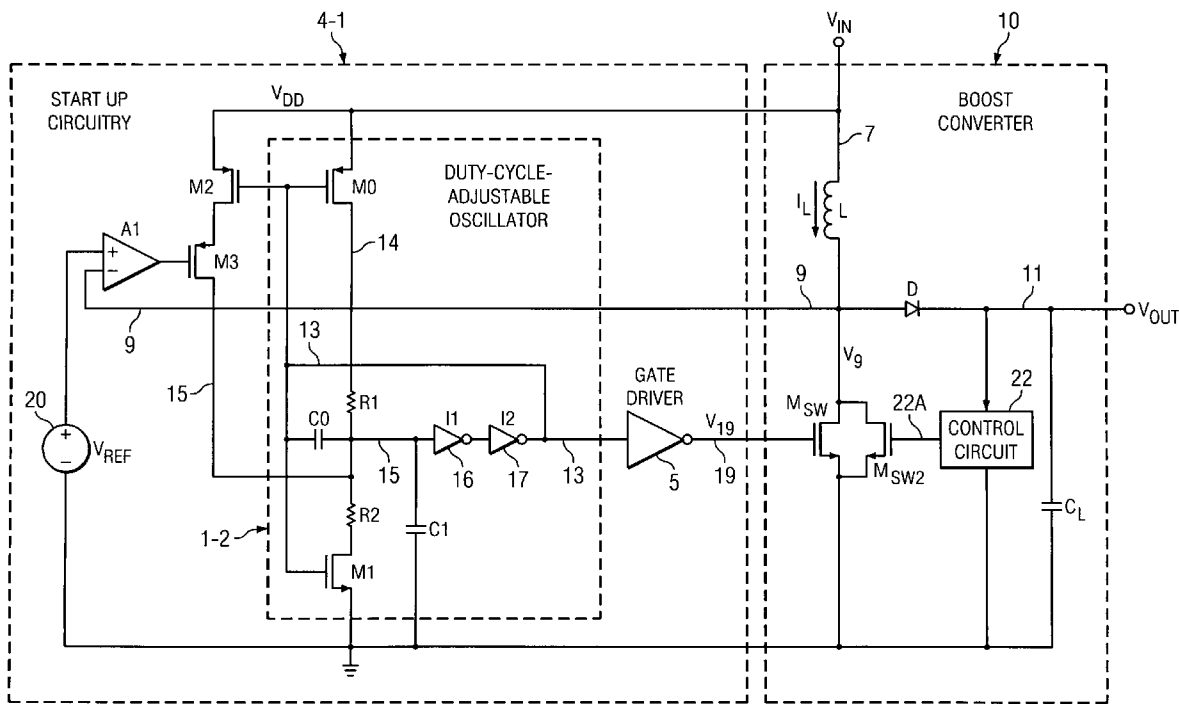 4-1
V_IN
10
START UP
CIRCUITRY
V_DD
BOOST
CONVERTER
7
DUTY-CYCLE-
ADJUSTABLE
OSCILLATOR
M2
M0
I_L
L
A1
+
−
M3
14
9
9
D
11
V_OUT
13
V_9
15
GATE
DRIVER
R1
M_SW
22
20
C0
I1
I2
V_19
22A
CONTROL
CIRCUIT
+
−
V_REF
15
16
17
13
5
19
M_SW2
R2
C1
C_L
1-2
M1